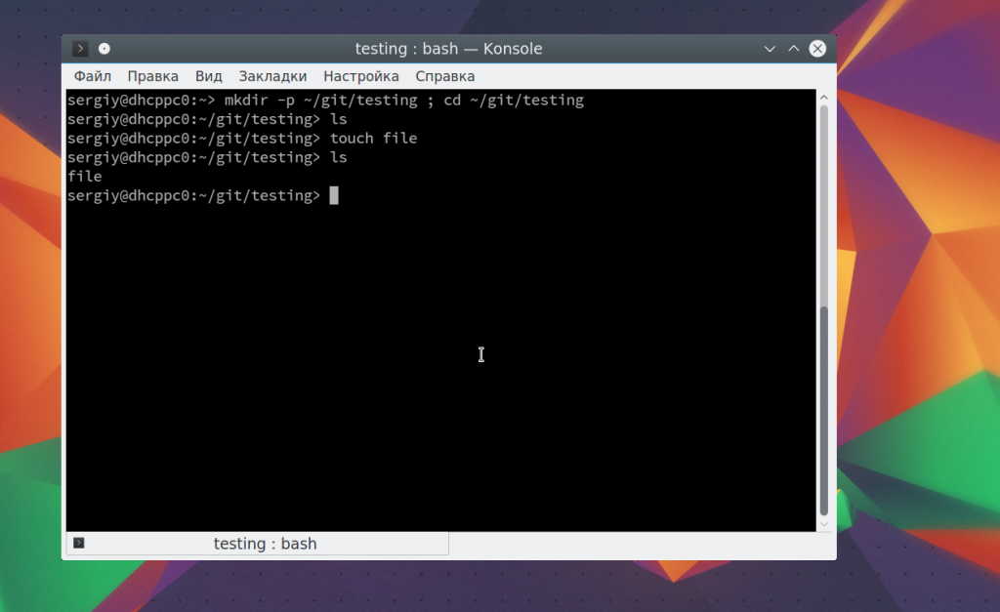 testing : bash — Konsole
Файл Правка Вид Закладки Настройка Справка
sergiy@dhcppc0:~> mkdir -p ~/git/testing ; cd ~/git/testing
sergiy@dhcppc0:~/git/testing> ls
sergiy@dhcppc0:~/git/testing> touch file
sergiy@dhcppc0:~/git/testing> ls
file
sergiy@dhcppc0:~/git/testing>
testing : bash